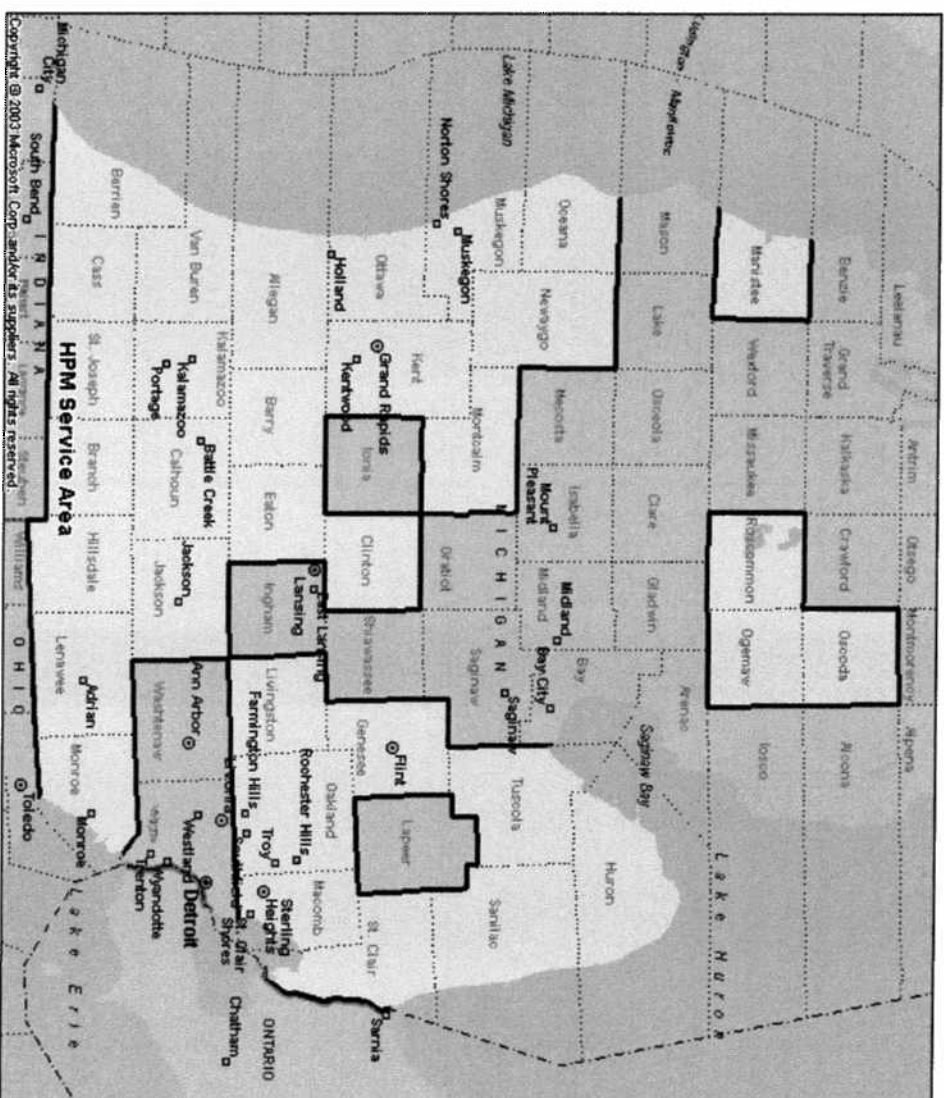 Leelanau
Antrim
Otsego
Montmorency
Alpena
Benzie
Grand
Traverse
Kalkaska
Crawford
Oscoda
Alcona
Manistee
Wexford
Missaukee
Roscommon
Ogemaw
Iosco
Lake Huron
Manitowoc
Mason
Lake
Osceola
Clare
Gladwin
Arenac
Saginaw Bay
Huron
Oceana
Newaygo
Mecosta
Isabella
Mount
Pleasant
Midland
Midland
Bay
Bay City
Lake Michigan
Muskegon
Muskegon
Norton Shores
Montcalm
MICHIGAN
Gratiot
Saginaw
Saginaw
Tuscola
Sanilac
Ottawa
Kent
Grand Rapids
Kentwood
Ionia
Clinton
Shiawassee
Genesee
Flint
Lapeer
St. Clair
Sarnia
Holland
East Lansing
Lansing
Oakland
Rochester Hills
Macomb
Sterling
Heights
Troy
Allegan
Barry
Eaton
Ingham
Livingston
Farmington Hills
Livonia
Southfield
St. Clair
Shores
ONTARIO
Chatham
Van Buren
Kalamazoo
Kalamazoo
Portage
Battle Creek
Calhoun
Jackson
Jackson
Ann Arbor
Washtenaw
Wayne
Westland
Detroit
Wyandotte
Trenton
Berrien
Cass
St. Joseph
Branch
Hillsdale
Lenawee
Adrian
Monroe
Monroe
Lake Erie
HPM Service Area
Michigan
City
South Bend
INDIANA
Steuben
Williams
OHIO
Toledo
Copyright © 2003 Microsoft Corp. and/or its suppliers. All rights reserved.